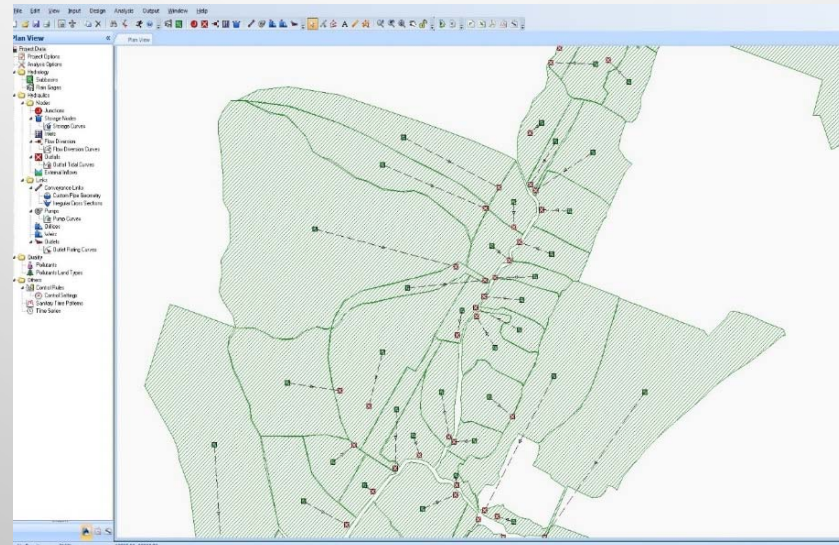 File Edit View Input Design Analysis Output Window Help
Plan View
Plan View
Project Data
Project Options
Analysis Options
Hydrology
Subbasins
Rain Gages
Hydraulics
Nodes
Junctions
Storage Nodes
Storage Curves
Inlets
Flow Diversion
Flow Diversion Curves
Outfalls
Outfall Tidal Curves
External Inflows
Links
Conveyance Links
Custom Pipe Geometry
Irregular Cross Sections
Pumps
Pump Curves
Orifices
Weirs
Outlets
Outlet Rating Curves
Quality
Pollutants
Pollutants Land Types
Others
Control Rules
Control Settings
Sanitary Time Patterns
Time Series